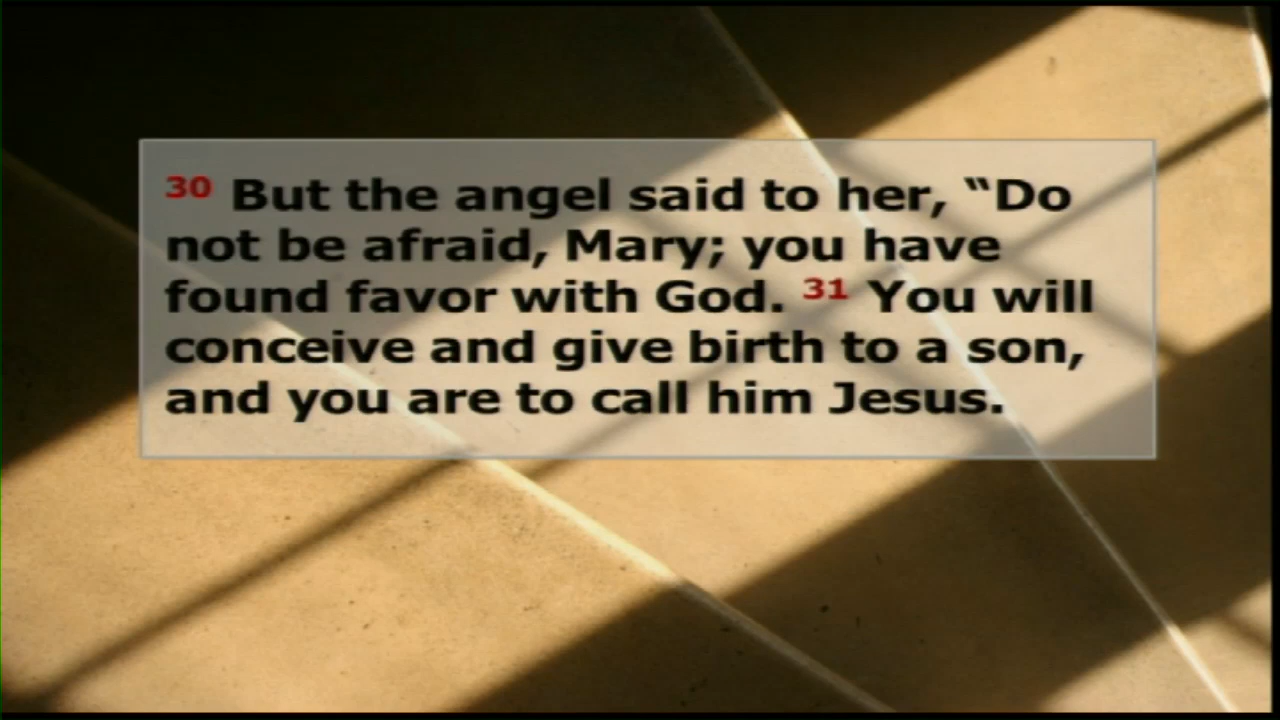 30 But the angel said to her, “Do
not be afraid, Mary; you have
found favor with God. 31 You will
conceive and give birth to a son,
and you are to call him Jesus.